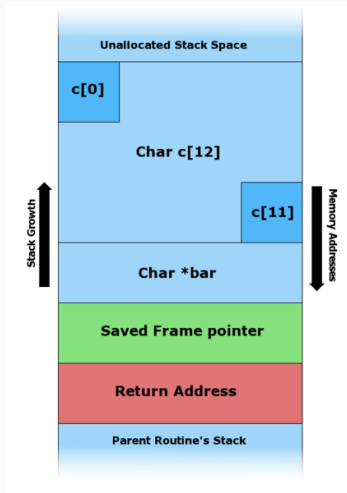 Unallocated Stack Space
c[0]
Char c[12]
c[11]
Stack Growth
Memory Addresses
Char *bar
Saved Frame pointer
Return Address
Parent Routine's Stack